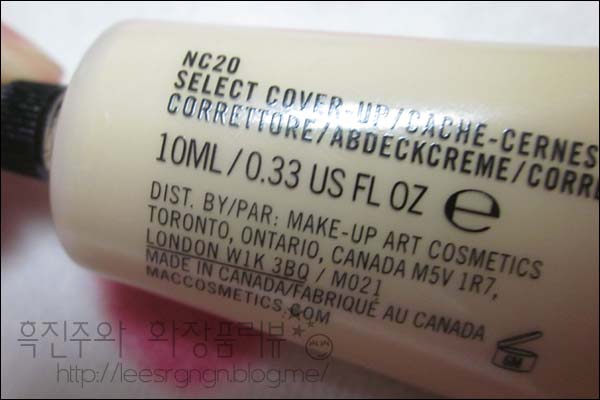 NC20
SELECT COVER-UP/CACHE-CERNES
CORRETTORE/ABDECKCREME/CORRE
10ML/0.33 US FL OZ e
DIST. BY/PAR: MAKE-UP ART COSMETICS
TORONTO, ONTARIO, CANADA M5V 1R7,
LONDON W1K 3BQ / M021
MADE IN CANADA/FABRIQUÉ AU CANADA
MACCOSMETICS.COM
6M
흑진주와 화장품리뷰
http://leesrgngn.blog.me/